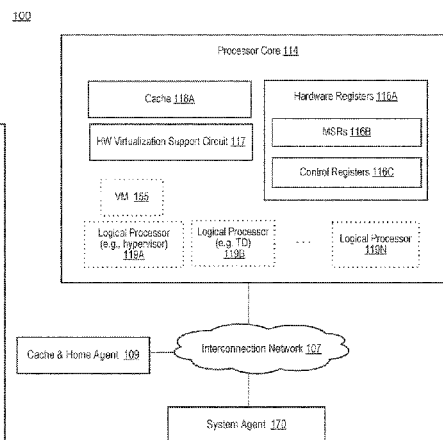 100
Processor Core 114
Cache 118A
HW Virtualization Support Circuit 117
Hardware Registers 116A
MSRs 116B
Control Registers 116C
VM 155
Logical Processor
(e.g., hypervisor)
119A
Logical Processor
(e.g. TD)
119B
. . .
Logical Processor
119N
Cache & Home Agent 109
Interconnection Network 107
System Agent 170